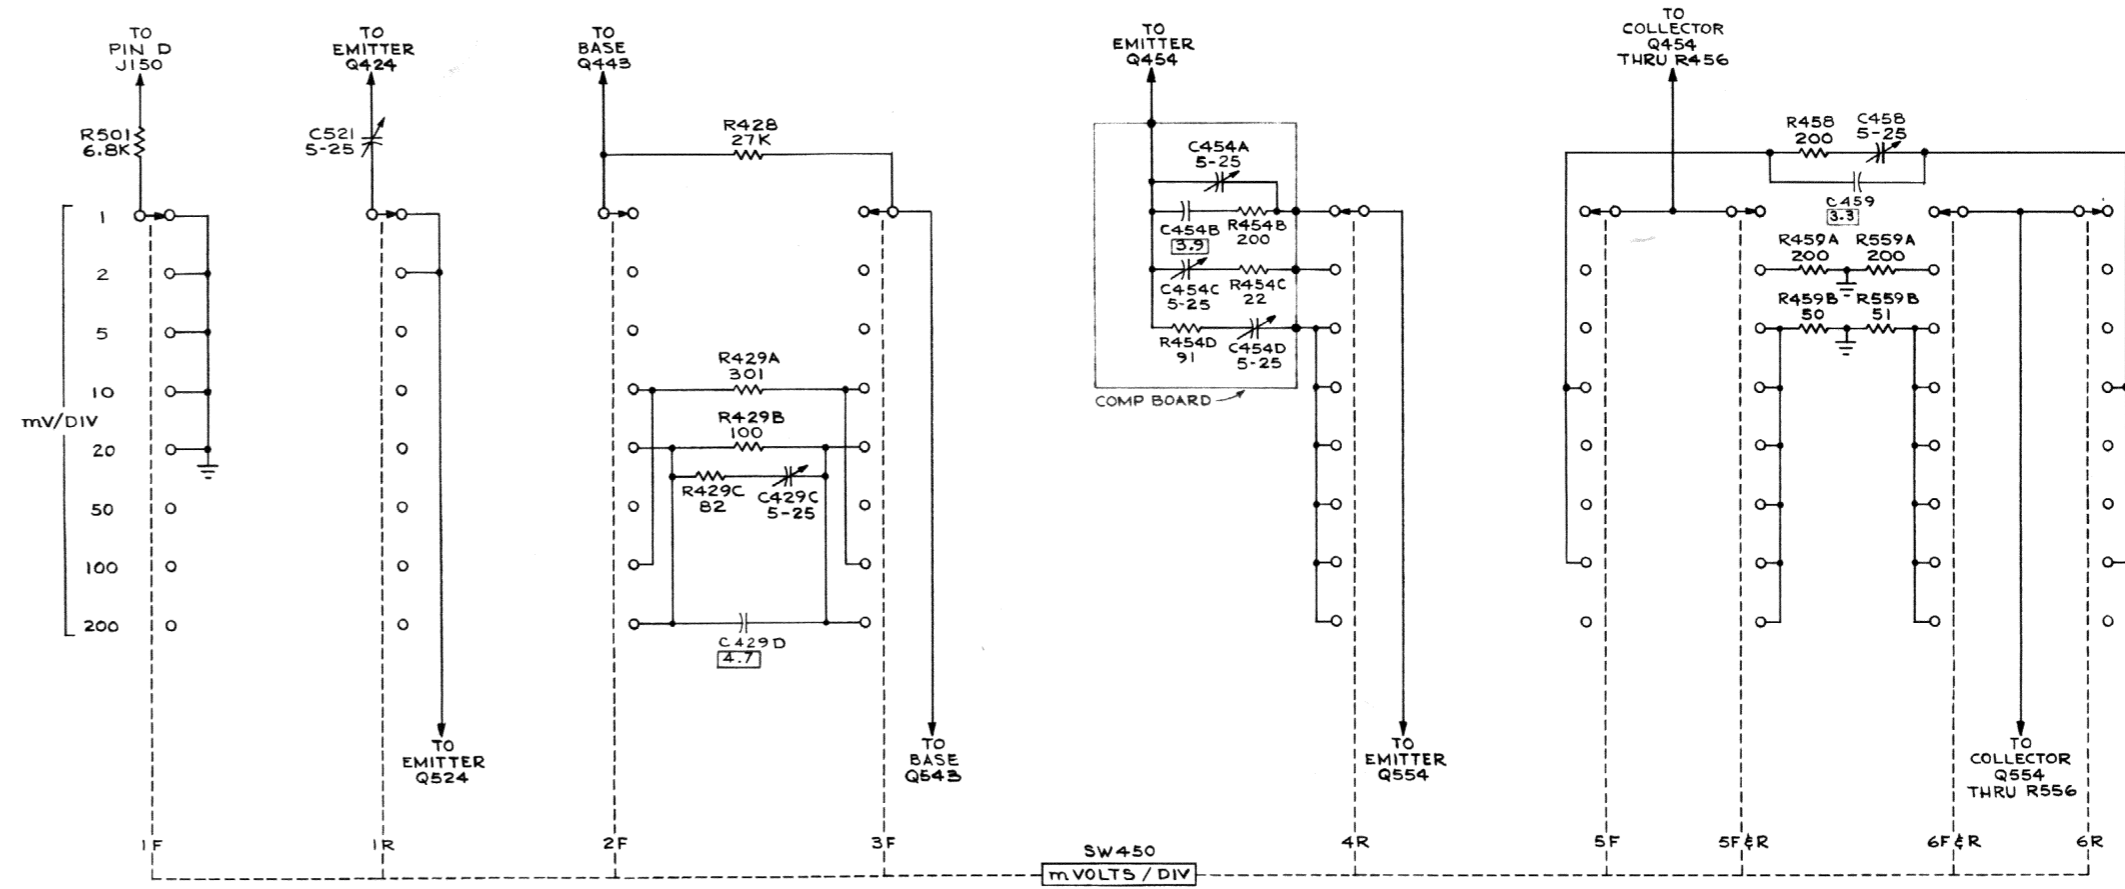 TO
PIN D
J150
TO
EMITTER
Q424
TO
BASE
Q443
TO
EMITTER
Q454
TO
COLLECTOR
Q454
THRU R456
R501
6.8K
C521
5-25
R428
27K
C454A
5-25
R458
200
C458
5-25
C459
3.3
C454B
3.9
R454B
200
C454C
5-25
R454C
22
R454D
91
C454D
5-25
COMP BOARD
R459A
200
R559A
200
R459B
50
R559B
51
mV/DIV
1
2
5
10
20
50
100
200
R429A
301
R429B
100
R429C
82
C429C
5-25
C429D
4.7
TO
EMITTER
Q524
TO
BASE
Q543
TO
EMITTER
Q554
TO
COLLECTOR
Q554
THRU R556
1F
1R
2F
3F
4R
5F
5F&R
6F&R
6R
SW450
mVOLTS / DIV